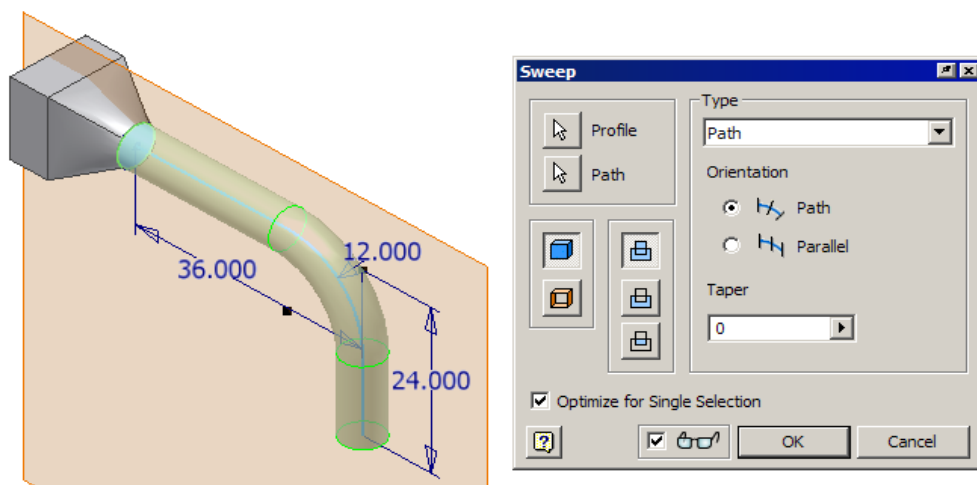 36.000
12.000
24.000
Sweep
Profile
Path
Type
Path
Orientation
Path
Parallel
Taper
0
Optimize for Single Selection
?
OK
Cancel